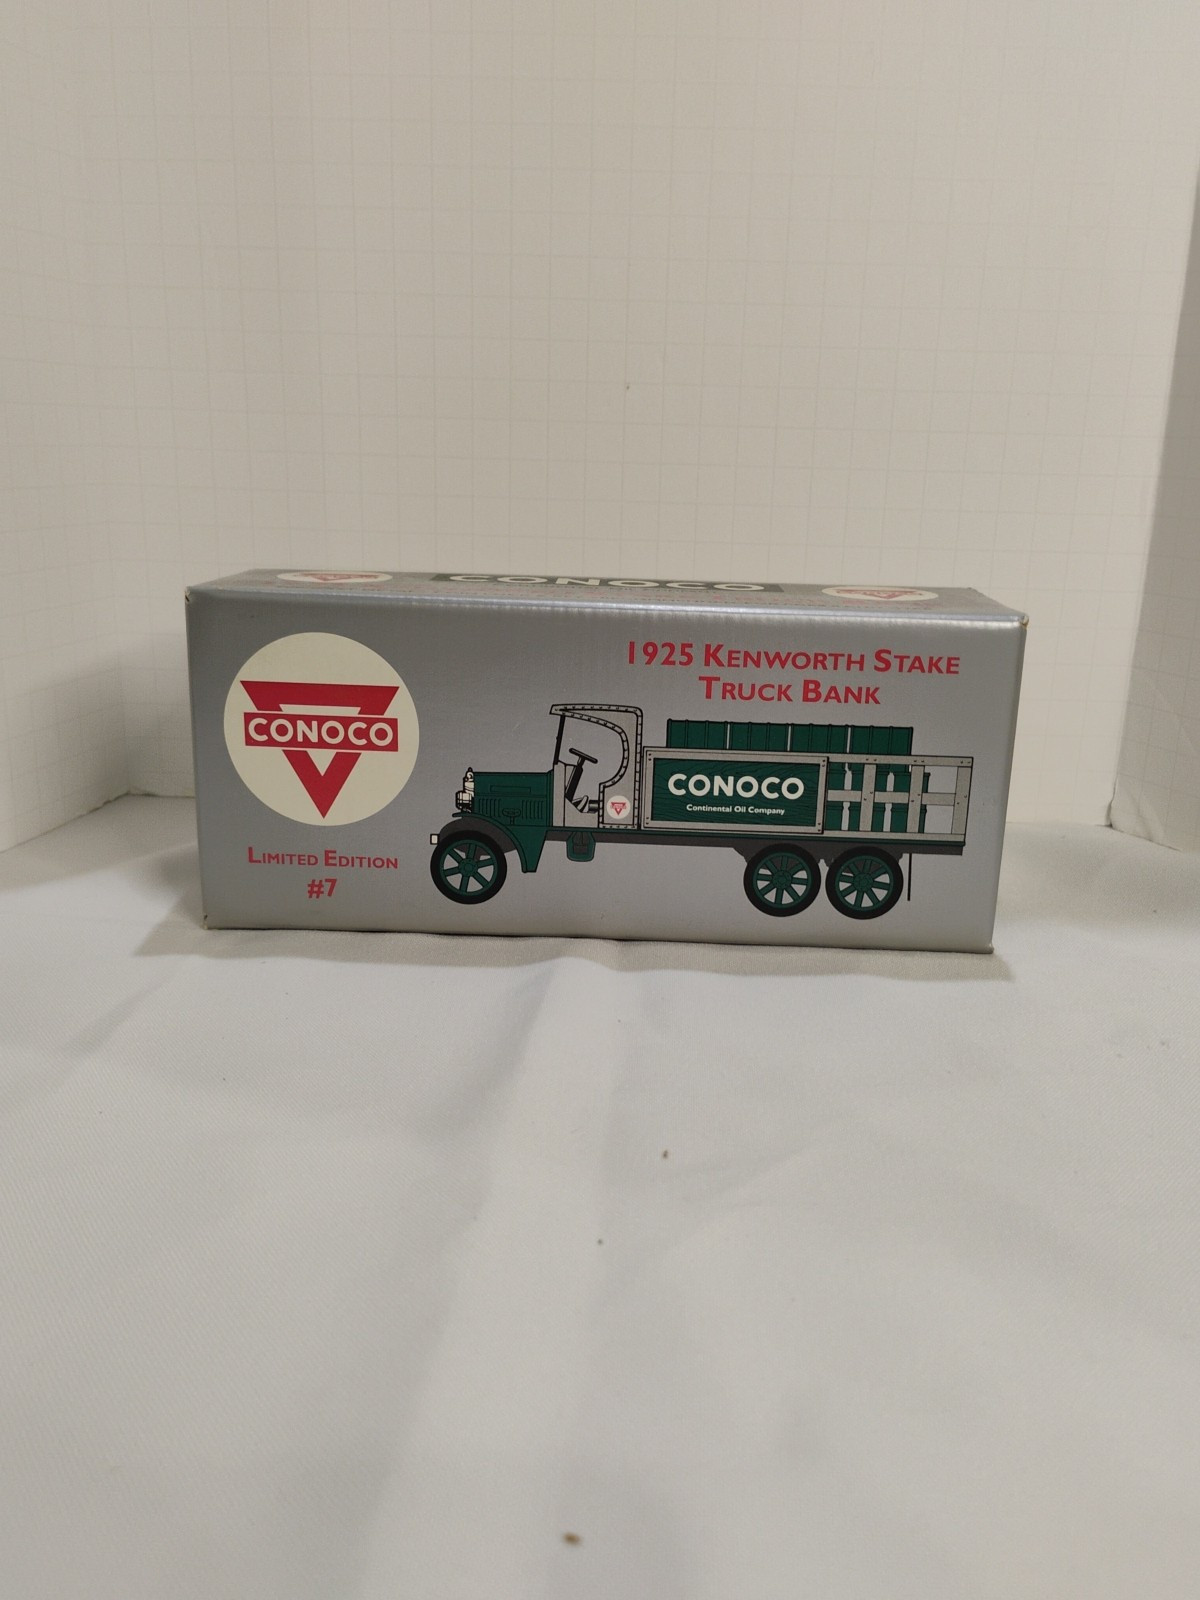 CONOCO
1925 KENWORTH STAKE
TRUCK BANK
CONOCO
CONOCO
Continental Oil Company
LIMITED EDITION
#7